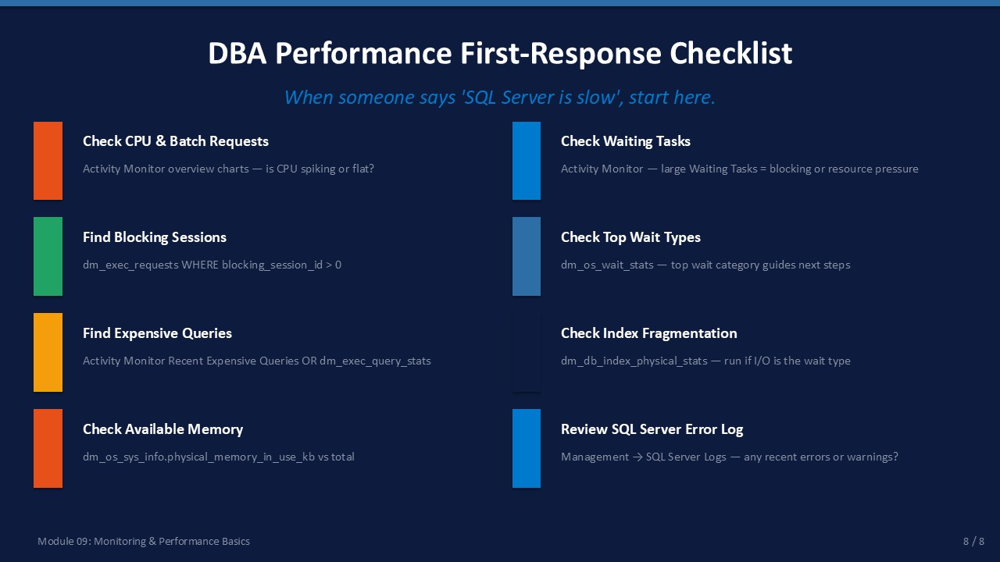 DBA Performance First-Response Checklist
When someone says 'SQL Server is slow', start here.
Check CPU & Batch Requests
Activity Monitor overview charts — is CPU spiking or flat?
Check Waiting Tasks
Activity Monitor — large Waiting Tasks = blocking or resource pressure
Find Blocking Sessions
dm_exec_requests WHERE blocking_session_id > 0
Check Top Wait Types
dm_os_wait_stats — top wait category guides next steps
Find Expensive Queries
Activity Monitor Recent Expensive Queries OR dm_exec_query_stats
Check Index Fragmentation
dm_db_index_physical_stats — run if I/O is the wait type
Check Available Memory
dm_os_sys_info.physical_memory_in_use_kb vs total
Review SQL Server Error Log
Management → SQL Server Logs — any recent errors or warnings?
Module 09: Monitoring & Performance Basics
8 / 8